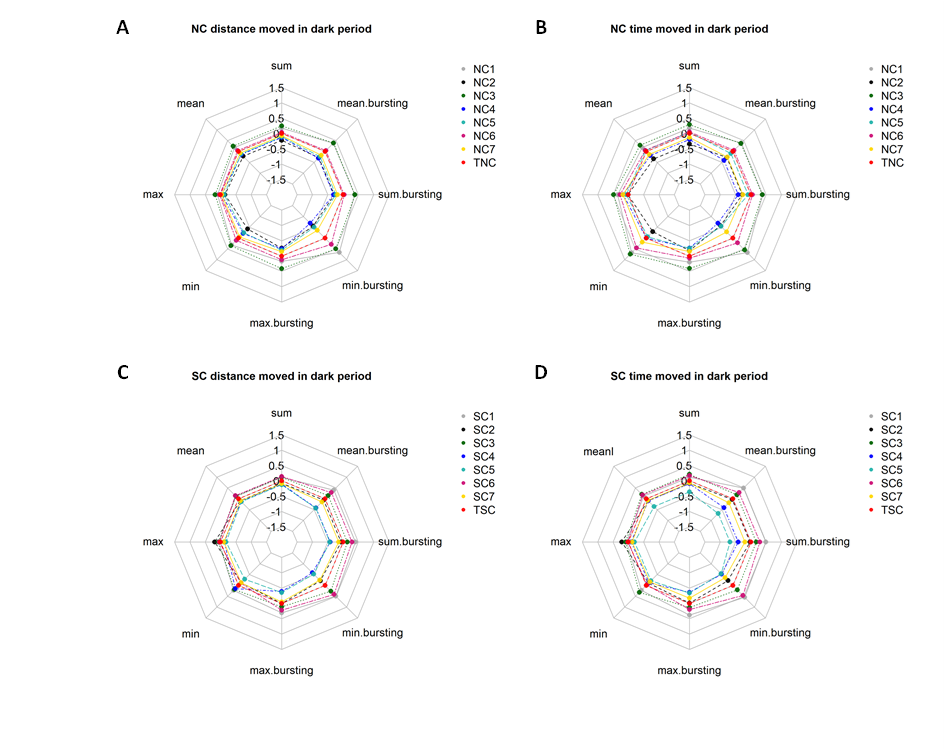 A
NC distance moved in dark period
sum
mean
mean.bursting
max
sum.bursting
min
min.bursting
max.bursting
1.5
1
0.5
0
-0.5
-1
-1.5
NC1
NC2
NC3
NC4
NC5
NC6
NC7
TNC
B
NC time moved in dark period
sum
mean
mean.bursting
max
sum.bursting
min
min.bursting
max.bursting
1.5
1
0.5
0
-0.5
-1
-1.5
NC1
NC2
NC3
NC4
NC5
NC6
NC7
TNC
C
SC distance moved in dark period
sum
mean
mean.bursting
max
sum.bursting
min
min.bursting
max.bursting
1.5
1
0.5
0
-0.5
-1
-1.5
SC1
SC2
SC3
SC4
SC5
SC6
SC7
TSC
D
SC time moved in dark period
sum
meanl
mean.bursting
max
sum.bursting
min
min.bursting
max.bursting
1.5
1
0.5
0
-0.5
-1
-1.5
SC1
SC2
SC3
SC4
SC5
SC6
SC7
TSC